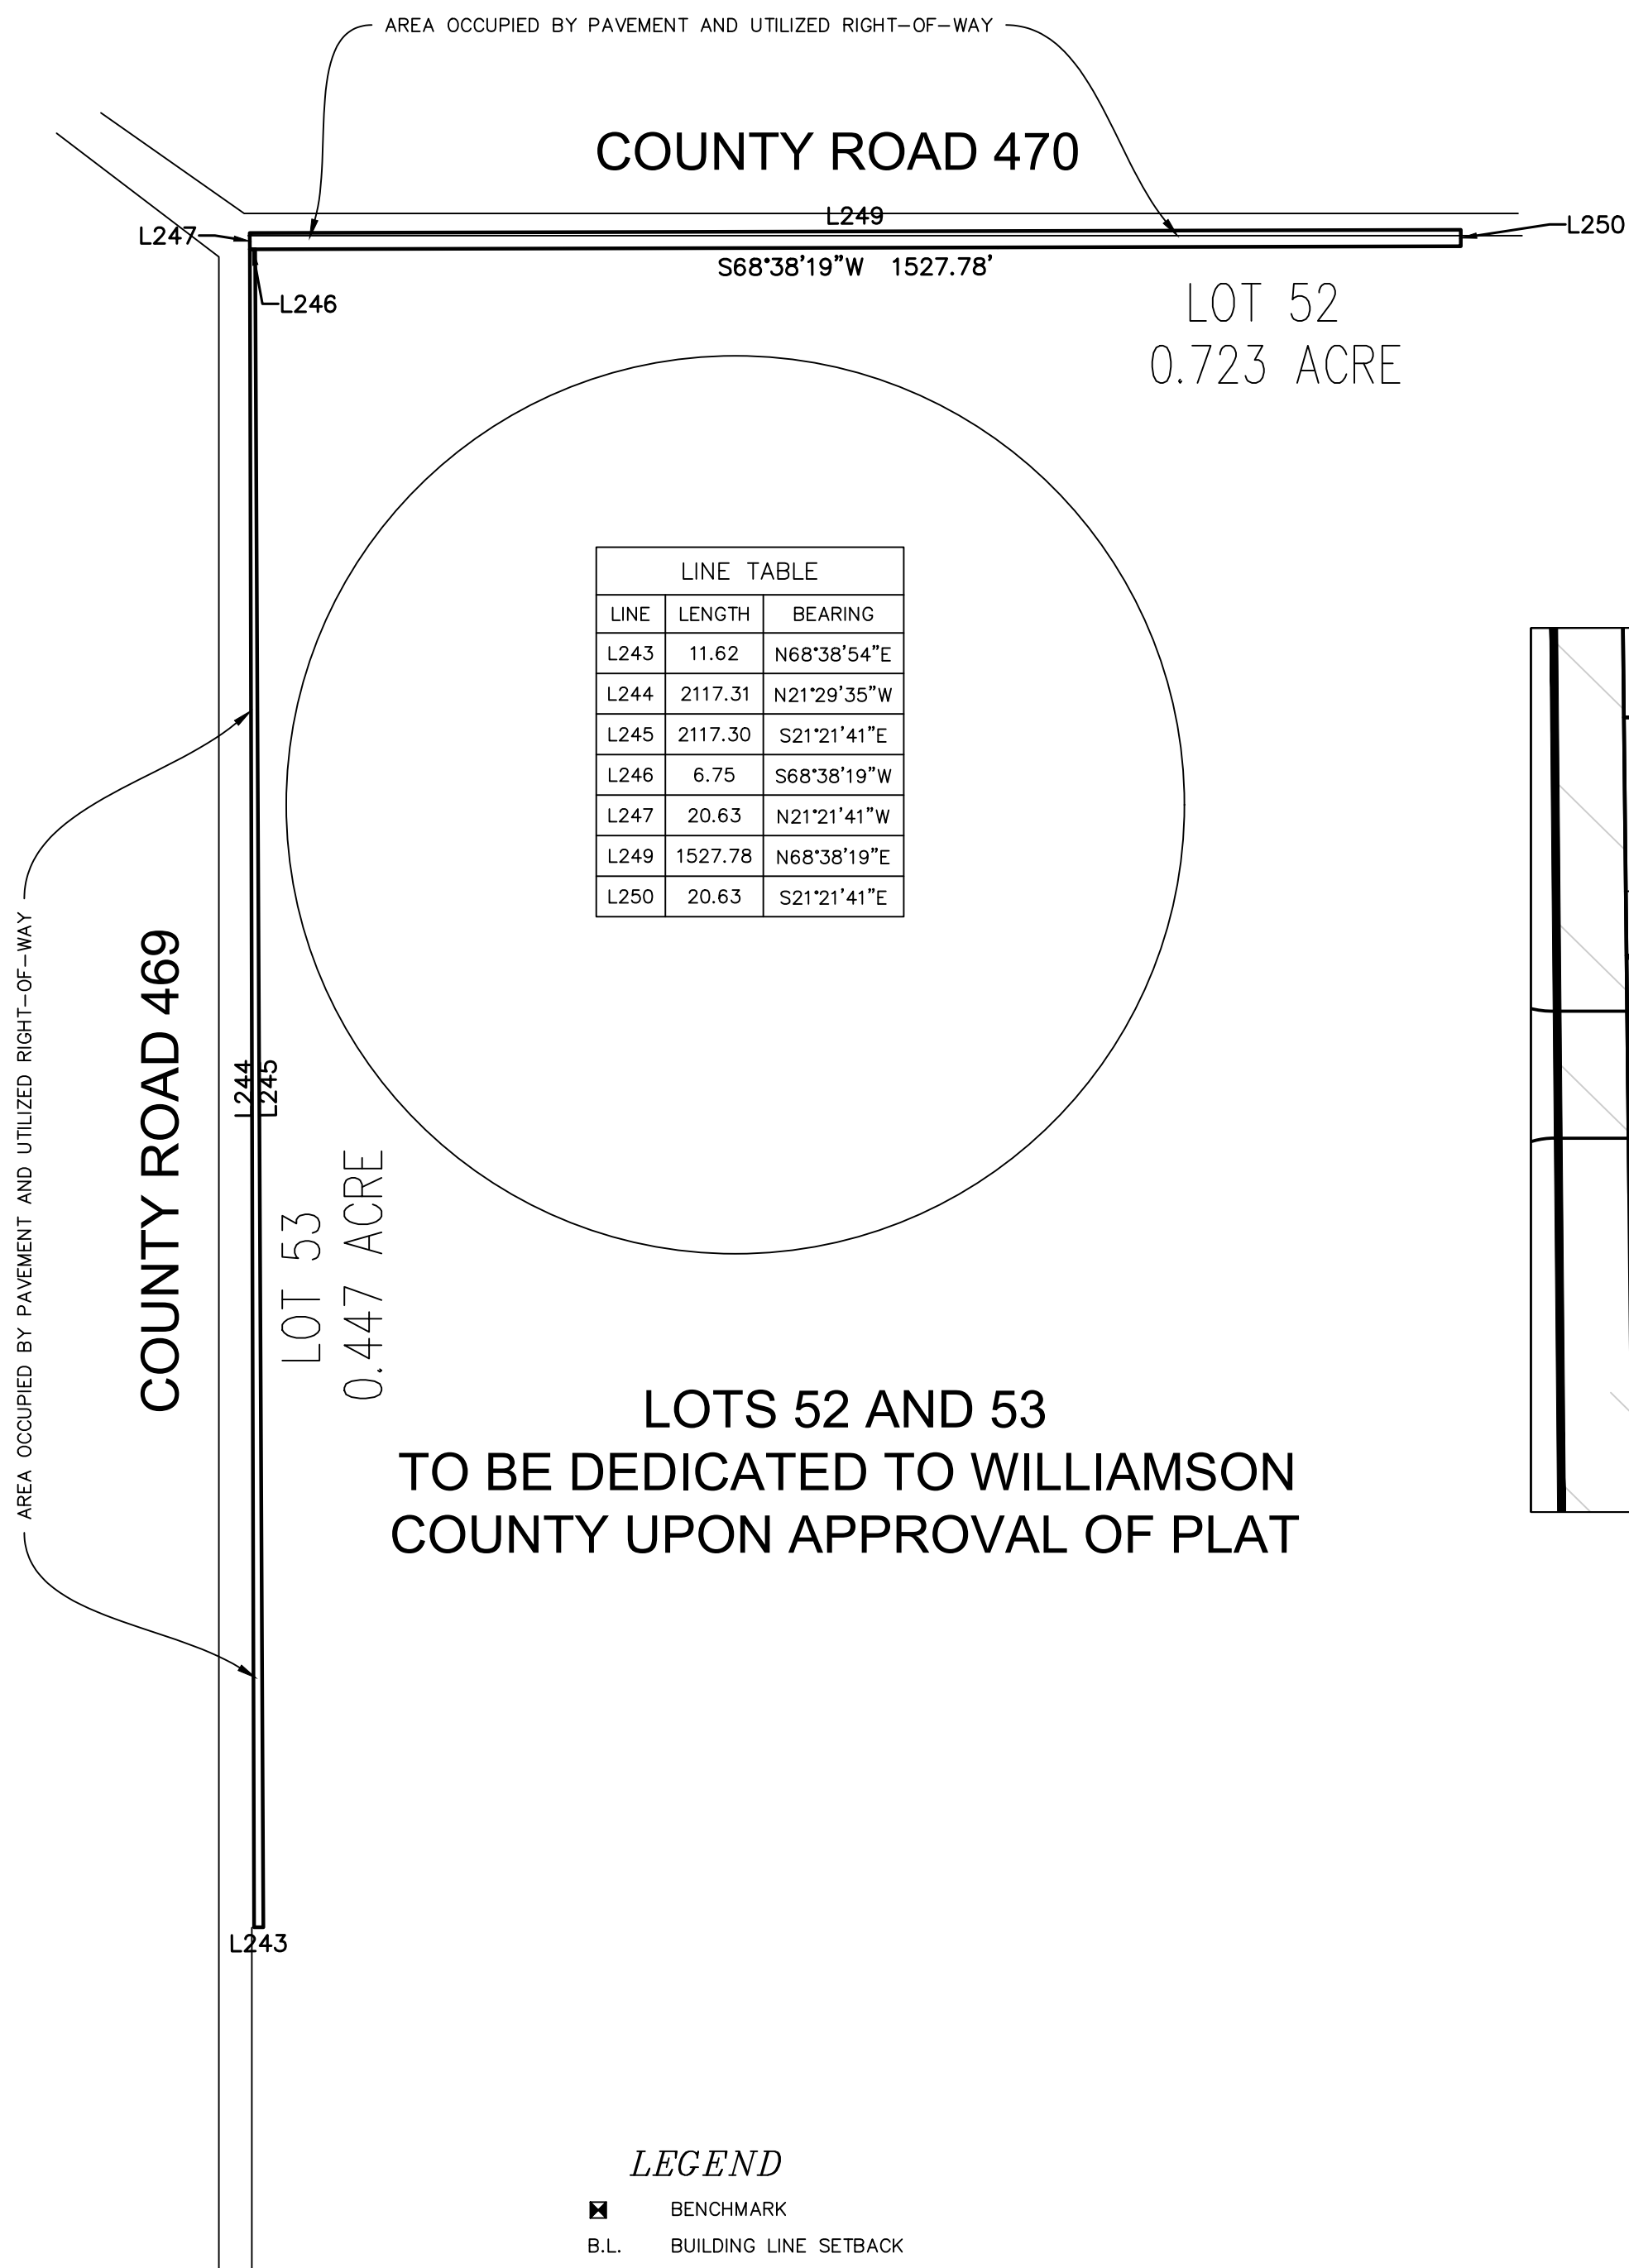 AREA OCCUPIED BY PAVEMENT AND UTILIZED RIGHT-OF-WAY
COUNTY ROAD 470
L249
L250
L247
S68°38'19"W 1527.78'
L246
LOT 52
0.723 ACRE
LINE TABLE
LINE LENGTH BEARING
L243 11.62 N68°38'54"E
L244 2117.31 N21°29'35"W
L245 2117.30 S21°21'41"E
L246 6.75 S68°38'19"W
L247 20.63 N21°21'41"W
L249 1527.78 N68°38'19"E
L250 20.63 S21°21'41"E
AREA OCCUPIED BY PAVEMENT AND UTILIZED RIGHT-OF-WAY
COUNTY ROAD 469
L244
L245
LOT 53
0.447 ACRE
LOTS 52 AND 53
TO BE DEDICATED TO WILLIAMSON
COUNTY UPON APPROVAL OF PLAT
L243
LEGEND
BENCHMARK
B.L. BUILDING LINE SETBACK